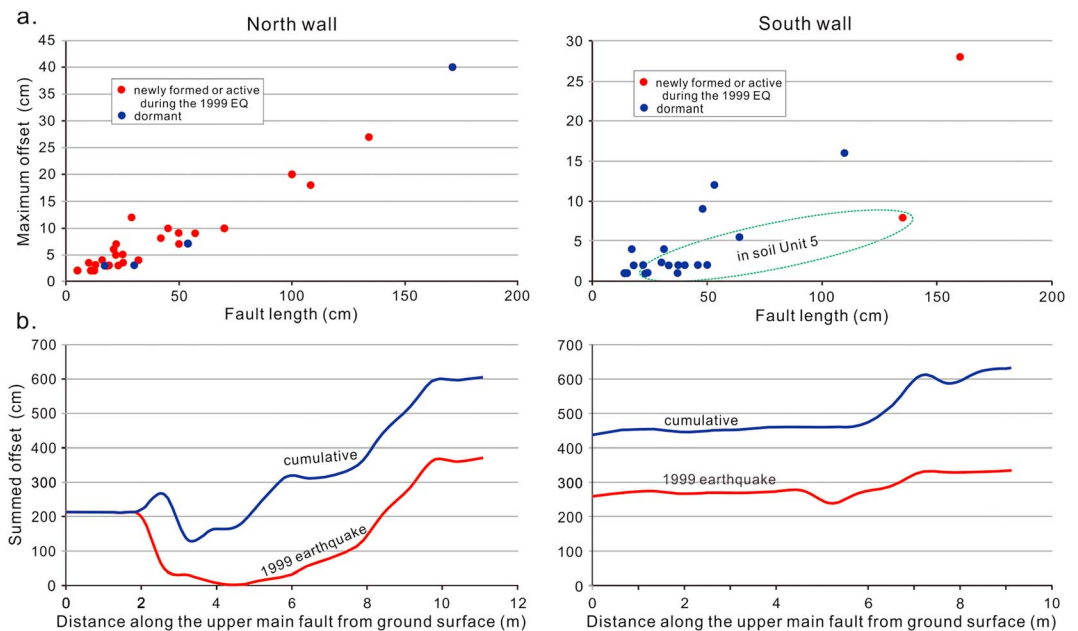 a.
North wall
South wall
Maximum offset (cm)
45
40
35
30
25
20
15
10
5
0
newly formed or active
during the 1999 EQ
dormant
0
50
100
150
200
Fault length (cm)
30
25
20
15
10
5
0
newly formed or active
during the 1999 EQ
dormant
in soil Unit 5
0
50
100
150
200
Fault length (cm)
b.
Summed offset (cm)
700
600
500
400
300
200
100
0
cumulative
1999 earthquake
0
2
4
6
8
10
12
Distance along the upper main fault from ground surface (m)
700
600
500
400
300
200
100
0
cumulative
1999 earthquake
0
2
4
6
8
10
Distance along the upper main fault from ground surface (m)